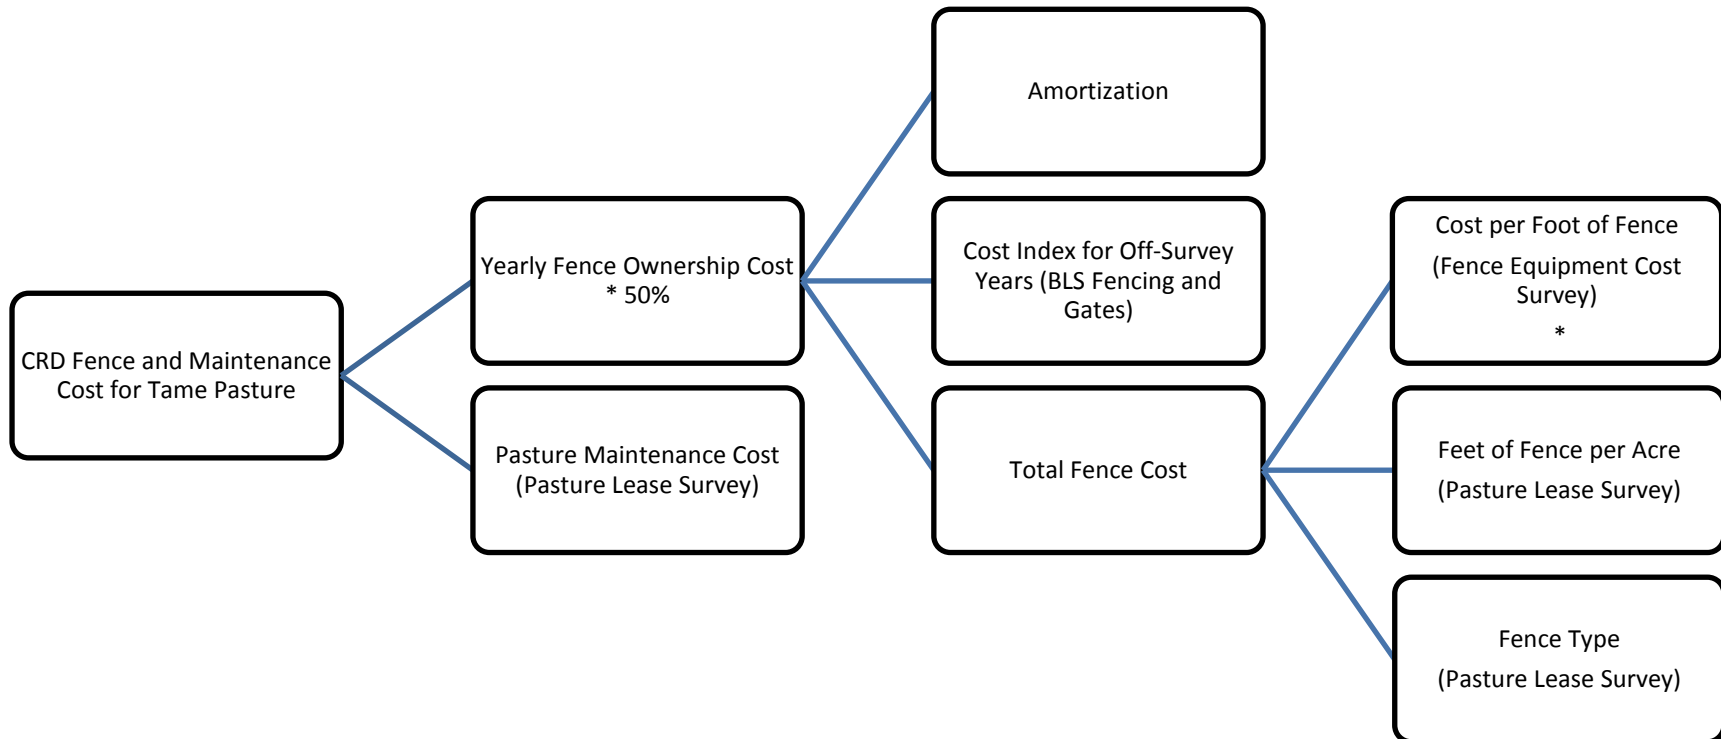 CRD Fence and Maintenance
Cost for Tame Pasture
Yearly Fence Ownership Cost
* 50%
Pasture Maintenance Cost
(Pasture Lease Survey)
Amortization
Cost Index for Off-Survey
Years (BLS Fencing and
Gates)
Total Fence Cost
Cost per Foot of Fence
(Fence Equipment Cost
Survey)
*
Feet of Fence per Acre
(Pasture Lease Survey)
Fence Type
(Pasture Lease Survey)